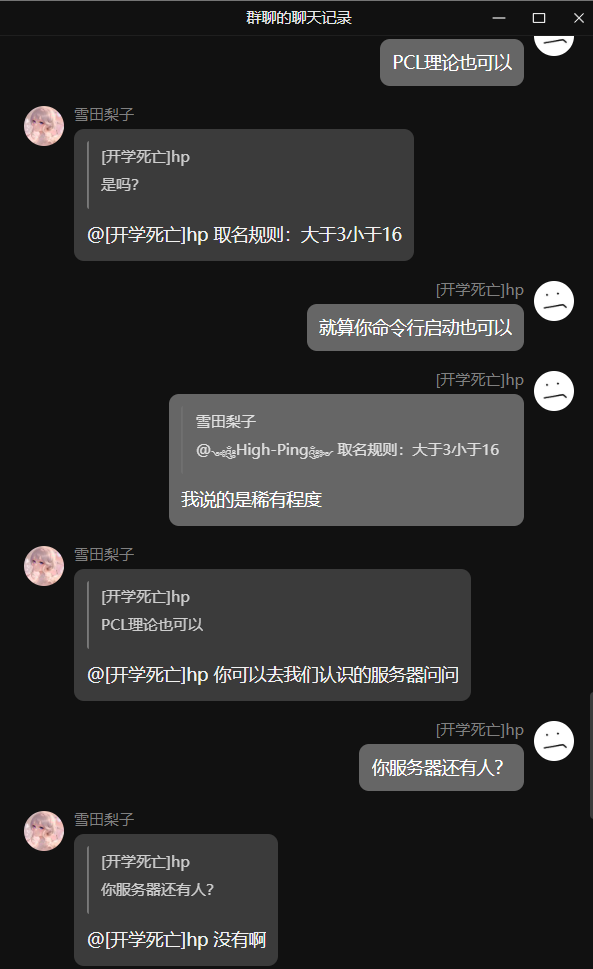 群聊的聊天记录
PCL理论也可以
雪田梨子
[开学死亡]hp
是吗?
@[开学死亡]hp 取名规则：大于3小于16
[开学死亡]hp
就算你命令行启动也可以
[开学死亡]hp
雪田梨子
@High-Ping 取名规则：大于3小于16
我说的是稀有程度
雪田梨子
[开学死亡]hp
PCL理论也可以
@[开学死亡]hp 你可以去我们认识的服务器问问
[开学死亡]hp
你服务器还有人？
雪田梨子
[开学死亡]hp
你服务器还有人?
@[开学死亡]hp 没有啊